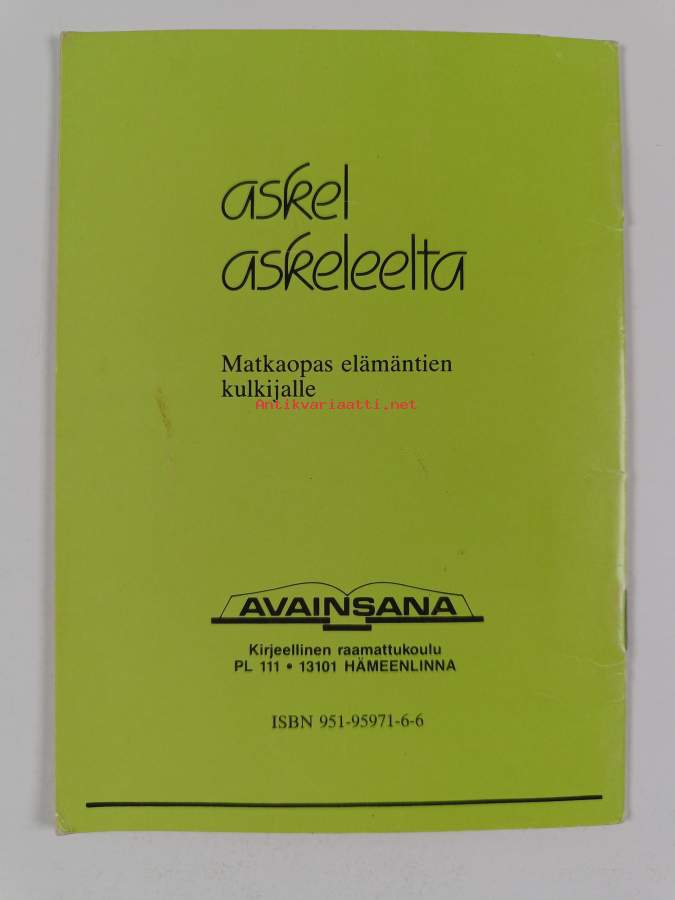 askel
askeleelta
Matkaopas elämäntien
kulkijalle
Antikvariaatti.net
AVAINSANA
Kirjeellinen raamattukoulu
PL 111 • 13101 HÄMEENLINNA
ISBN 951-95971-6-6